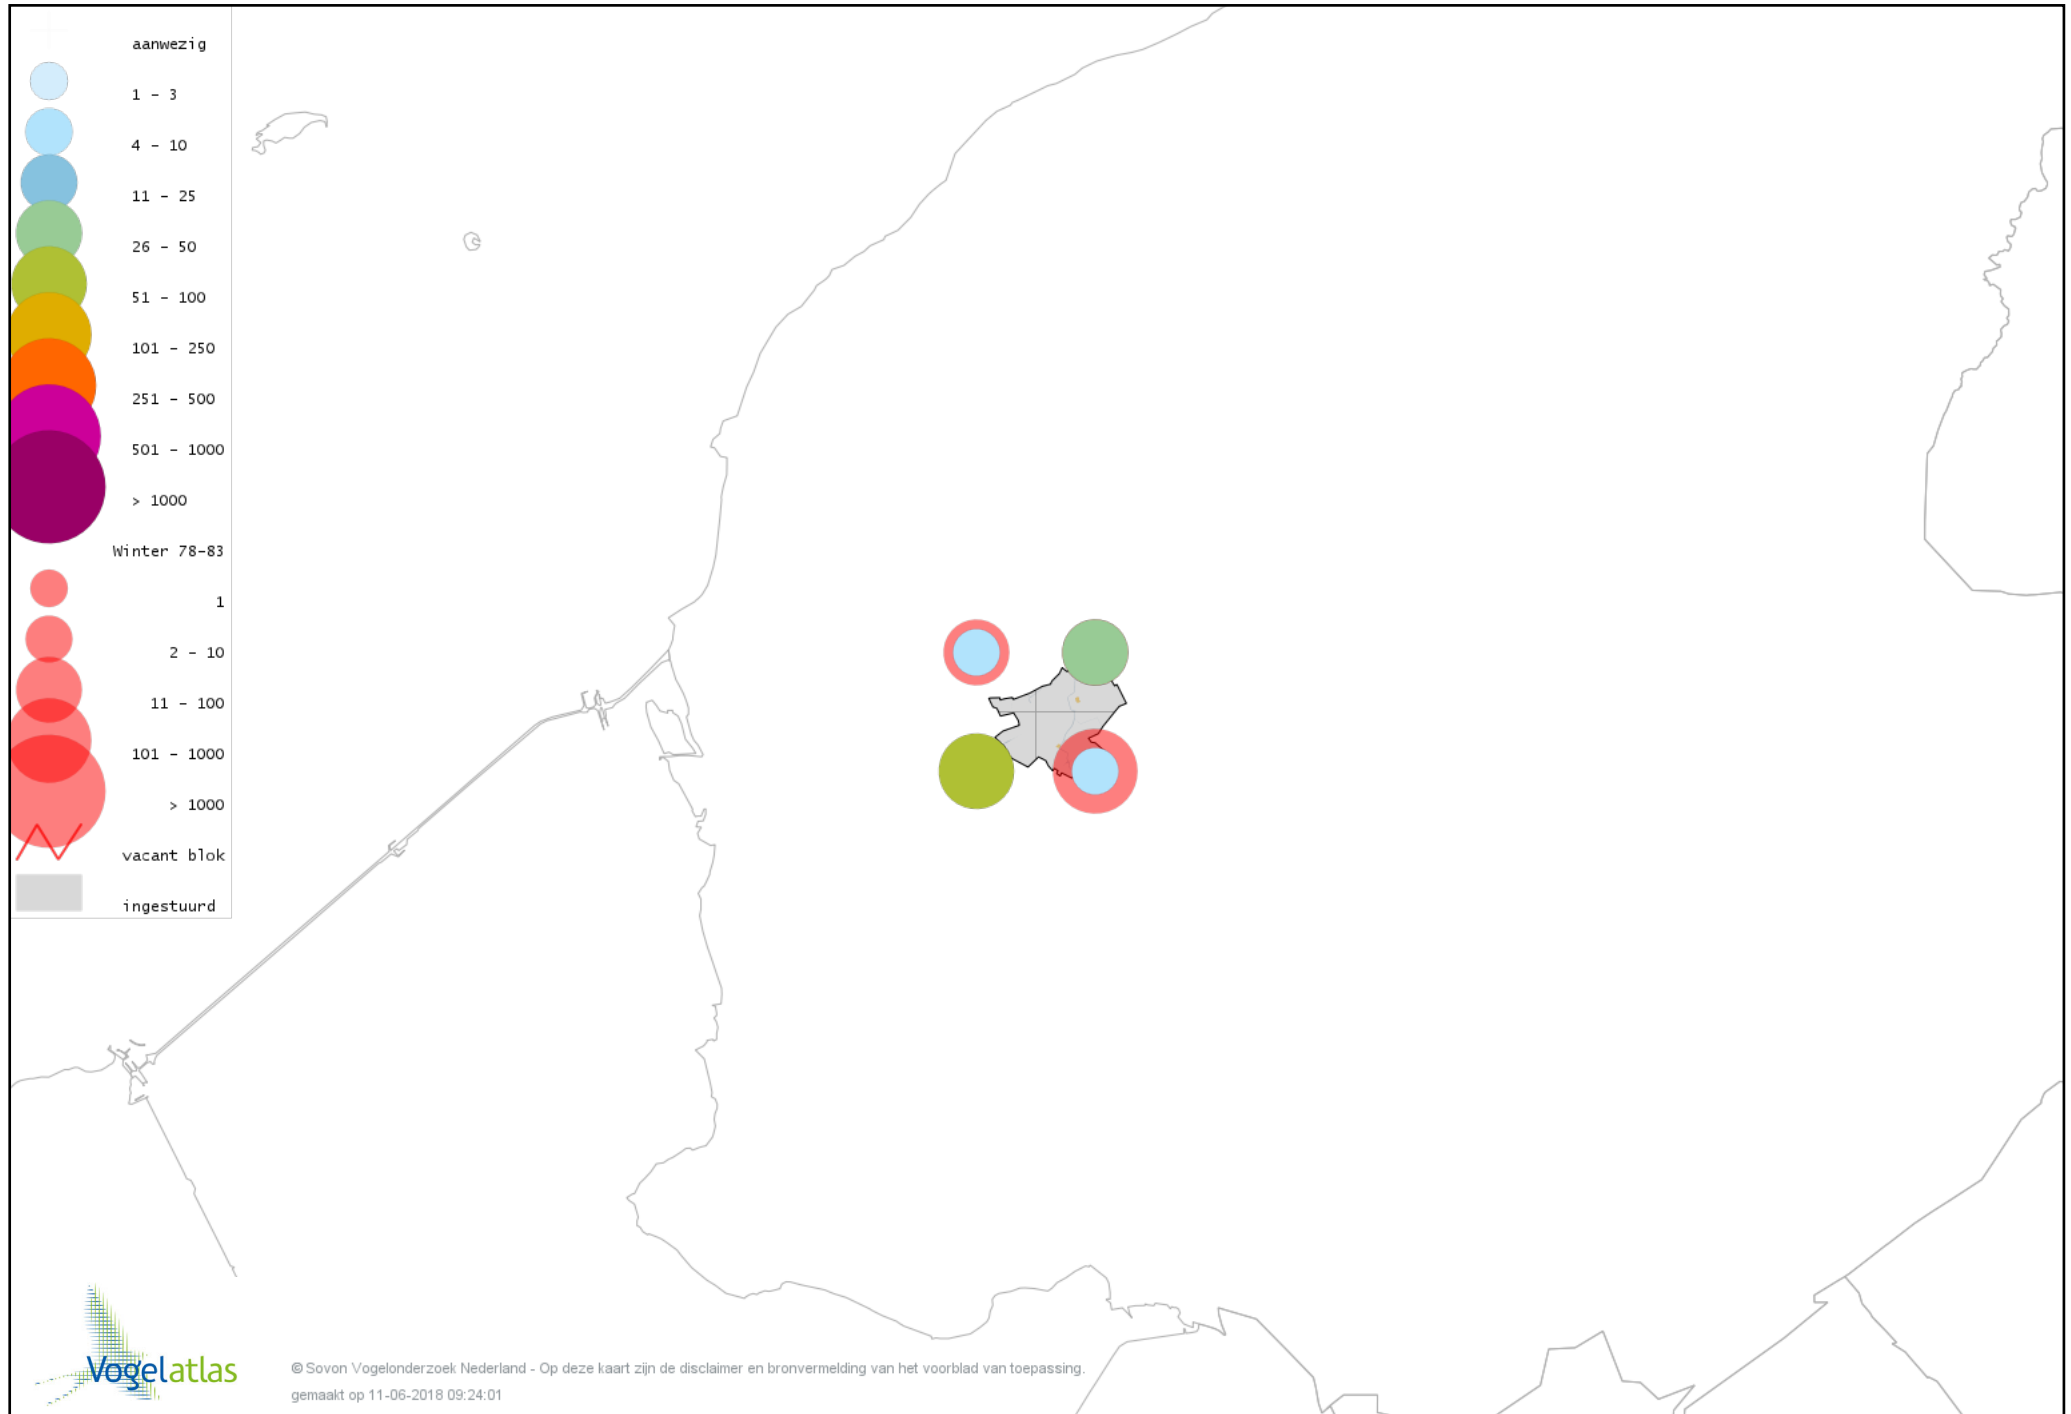 aanwezig
1 - 3
4 - 10
11 - 25
26 - 50
51 - 100
101 - 250
251 - 500
501 - 1000
> 1000
Winter 78-83
1
2 - 10
11 - 100
101 - 1000
> 1000
vacant blok
ingestuurd
Vogelatlas
© Sovon Vogelonderzoek Nederland - Op deze kaart zijn de disclaimer en bronvermelding van het voorblad van toepassing.
gemaakt op 11-06-2018 09:24:01